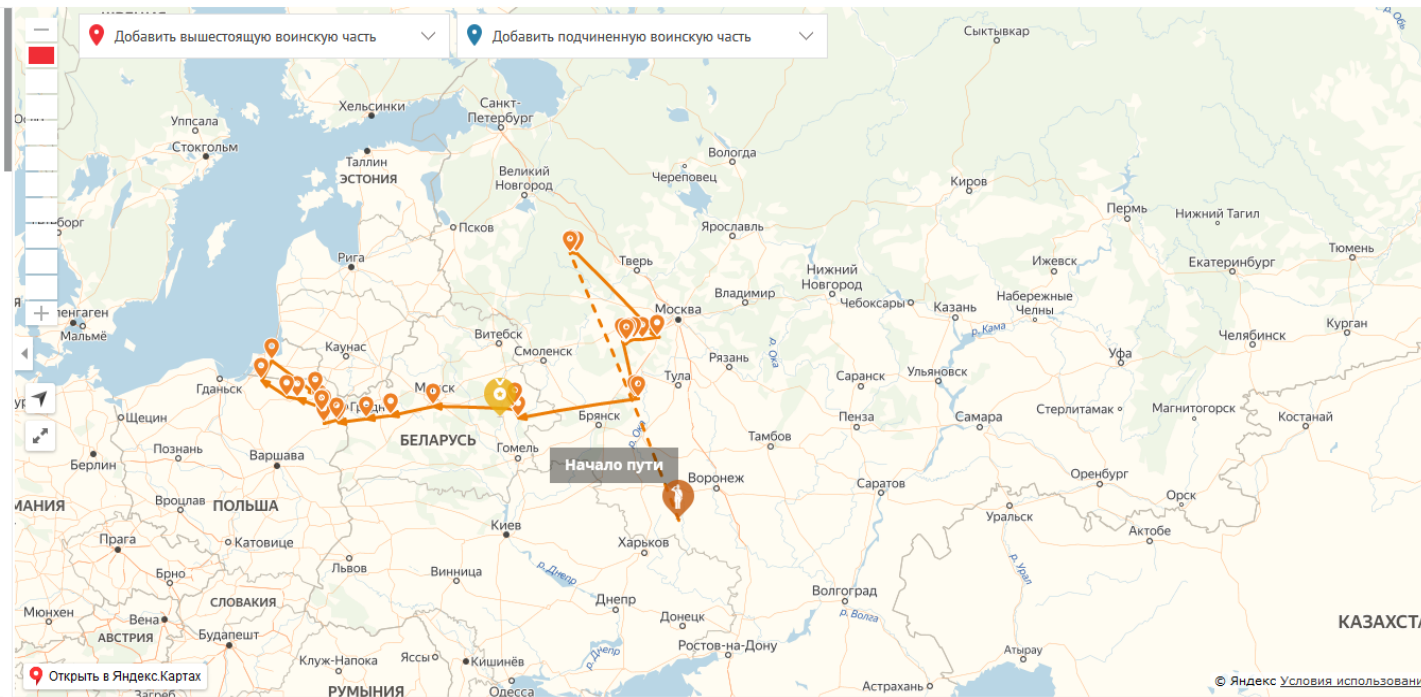 Добавить вышестоящую воинскую часть
Добавить подчиненную воинскую часть
Сыктывкар
Хельсинки
Санкт-
Петербург
Уппсала
Стокгольм
Таллин
ЭСТОНИЯ
Великий
Новгород
Вологда
Череповец
Киров
Пермь
Нижний Тагил
Псков
Ярославль
Рига
Тверь
Нижний
Новгород
Ижевск
Екатеринбург
Тюмень
Владимир
Чебоксары
Казань
Набережные
Челны
Москва
р. Кама
Мальмё
Каунас
Витебск
Смоленск
Рязань
р. Ока
Ульяновск
Уфа
Челябинск
Курган
Гданьск
Тула
Саранск
Щецин
Брянск
р. Ока
Пенза
Самара
Стерлитамак
Магнитогорск
Костанай
БЕЛАРУСЬ
Гомель
Тамбов
Познань
Варшава
Берлин
Начало пути
Воронеж
Саратов
Оренбург
Орск
Вроцлав
ПОЛЬША
Уральск
Актобе
Киев
Харьков
Прага
Катовице
Львов
Винница
р. Днепр
р. Урал
Брно
СЛОВАКИЯ
Днепр
Донецк
Волгоград
р. Волга
Мюнхен
Вена
АВСТРИЯ
Будапешт
КАЗАХСТ
р. Днепр
Ростов-на-Дону
Атырау
Клуж-Напока
Яссы
Кишинёв
Открыть в Яндекс.Картах
РУМЫНИЯ
Одесса
Астрахань
© Яндекс Условия использовани